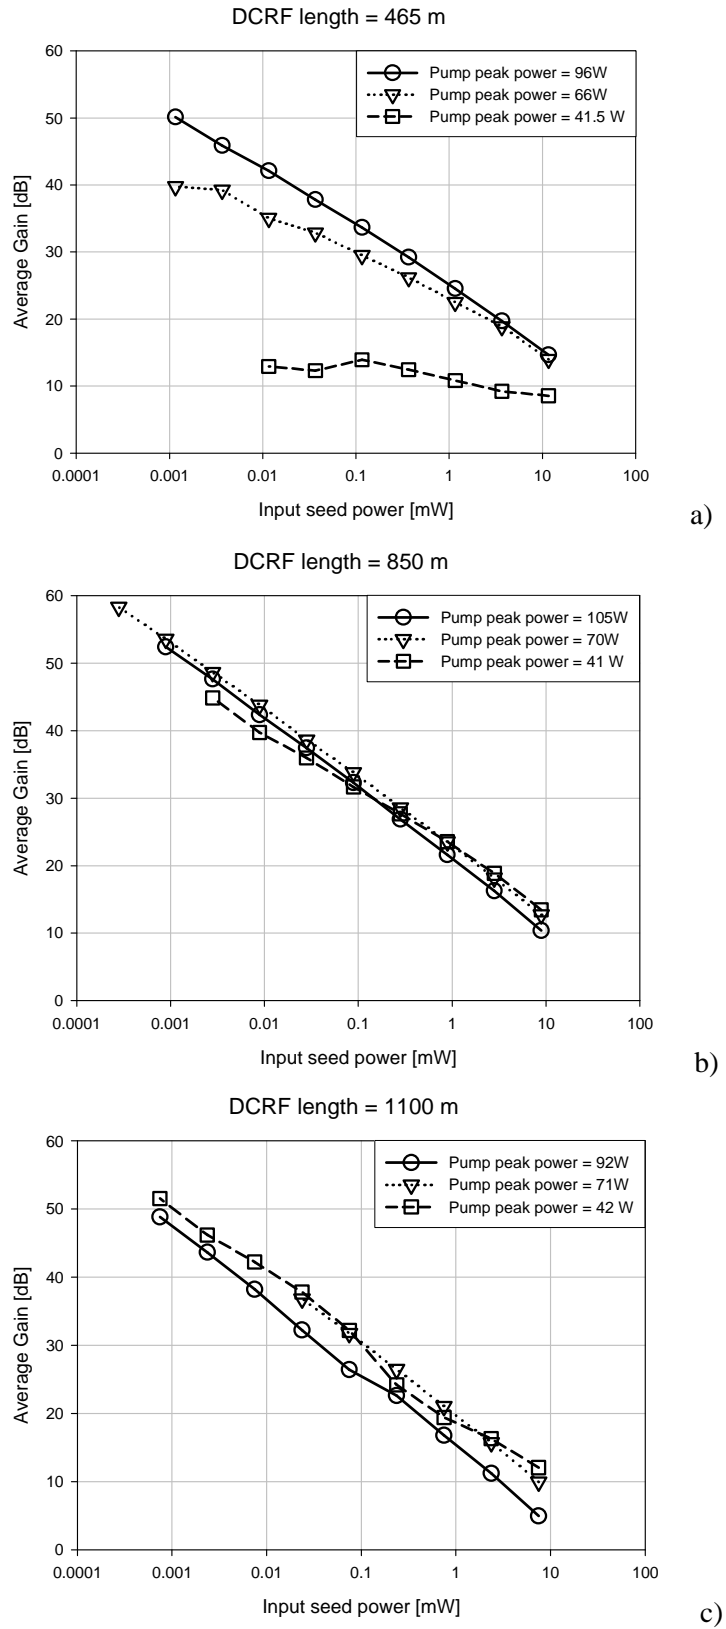 DCRF length = 465 m
60
50
40
30
20
10
0
Average Gain [dB]
Pump peak power = 96W
Pump peak power = 66W
Pump peak power = 41.5 W
0.0001
0.001
0.01
0.1
1
10
100
Input seed power [mW]
a)
DCRF length = 850 m
60
50
40
30
20
10
0
Average Gain [dB]
Pump peak power = 105W
Pump peak power = 70W
Pump peak power = 41 W
0.0001
0.001
0.01
0.1
1
10
100
Input seed power [mW]
b)
DCRF length = 1100 m
60
50
40
30
20
10
0
Average Gain [dB]
Pump peak power = 92W
Pump peak power = 71W
Pump peak power = 42 W
0.0001
0.001
0.01
0.1
1
10
100
Input seed power [mW]
c)